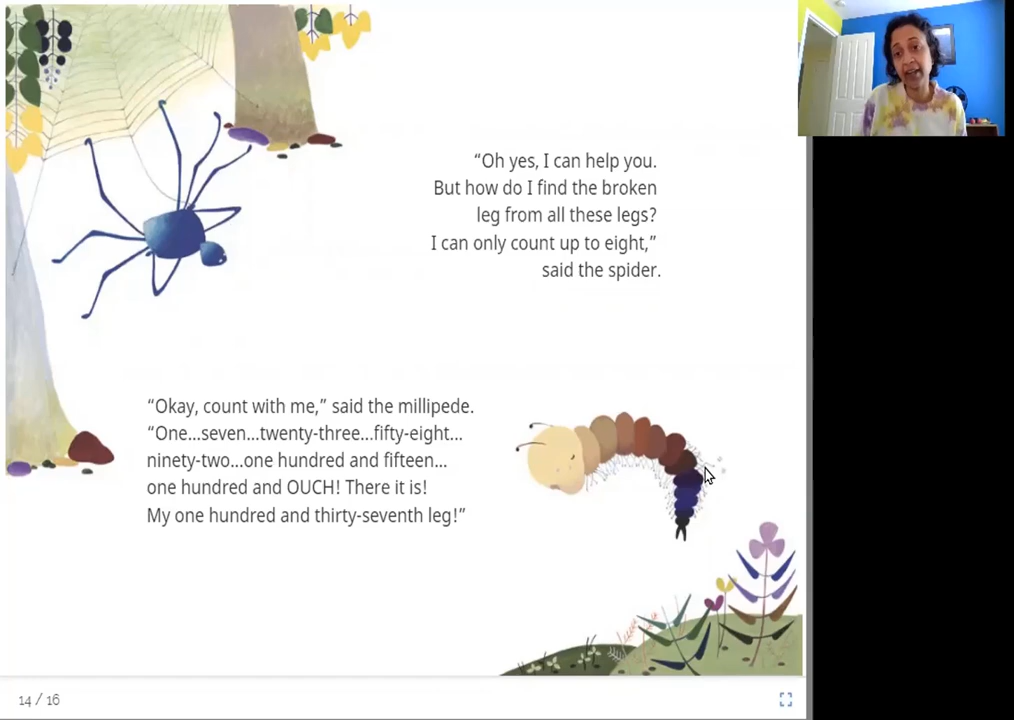 “Oh yes, I can help you.
But how do I find the broken
leg from all these legs?
I can only count up to eight,”
said the spider.
“Okay, count with me,” said the millipede.
“One...seven...twenty-three...fifty-eight...
ninety-two...one hundred and fifteen...
one hundred and OUCH! There it is!
My one hundred and thirty-seventh leg!”
14 / 16